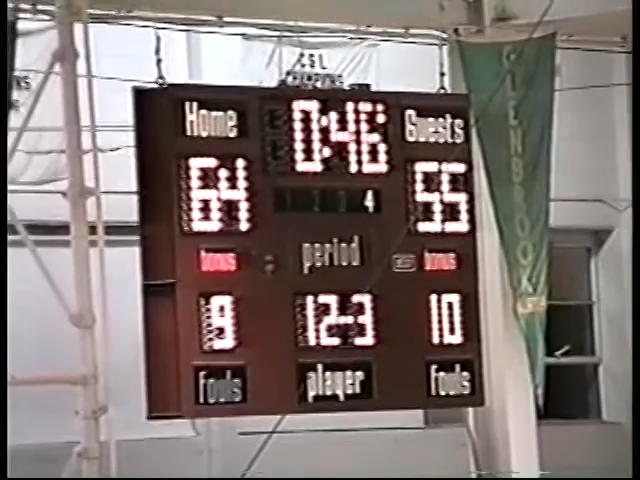 CSL
CHAMPIONS
GLENBROOK
Home 0:46 Guests
64 55
1 2 3 4
bonus period bonus
9 12-3 10
fouls player fouls